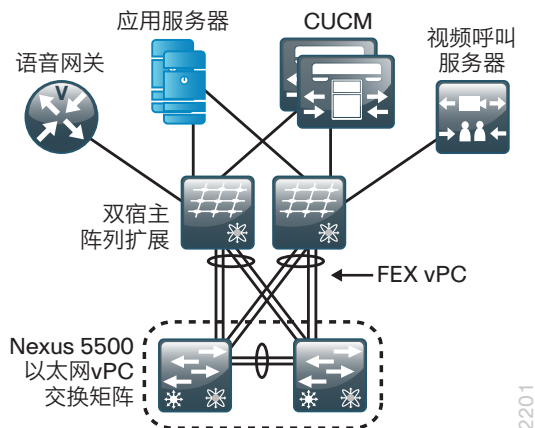 应用服务器
CUCM
视频呼叫
服务器
语音网关
V
双宿主
阵列扩展
FEX vPC
Nexus 5500
以太网vPC
交换矩阵
2201